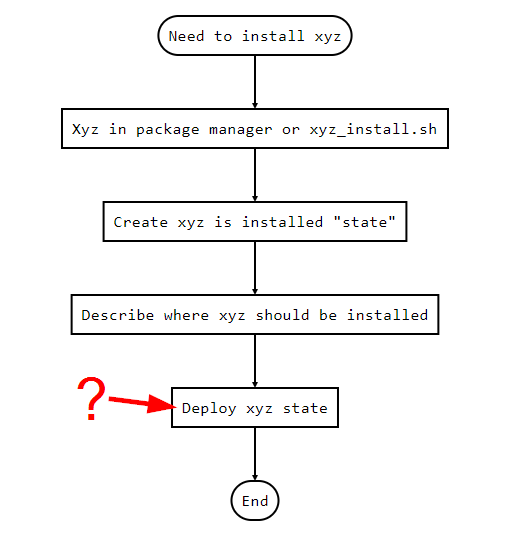 Need to install xyz
Xyz in package manager or xyz_install.sh
Create xyz is installed "state"
Describe where xyz should be installed
?
Deploy xyz state
End